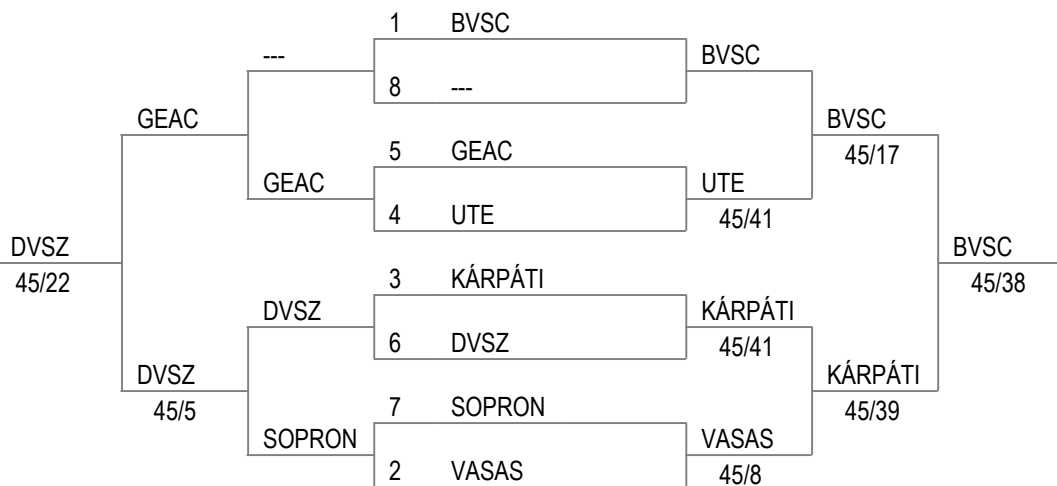 1 BVSC
--- BVSC
8 ---
GEAC BVSC
5 GEAC 45/17
GEAC UTE
4 UTE 45/41
DVSZ BVSC
45/22 3 KÁRPÁTI 45/38
DVSZ KÁRPÁTI
6 DVSZ 45/41
DVSZ KÁRPÁTI
45/5 7 SOPRON 45/39
SOPRON VASAS
2 VASAS 45/8